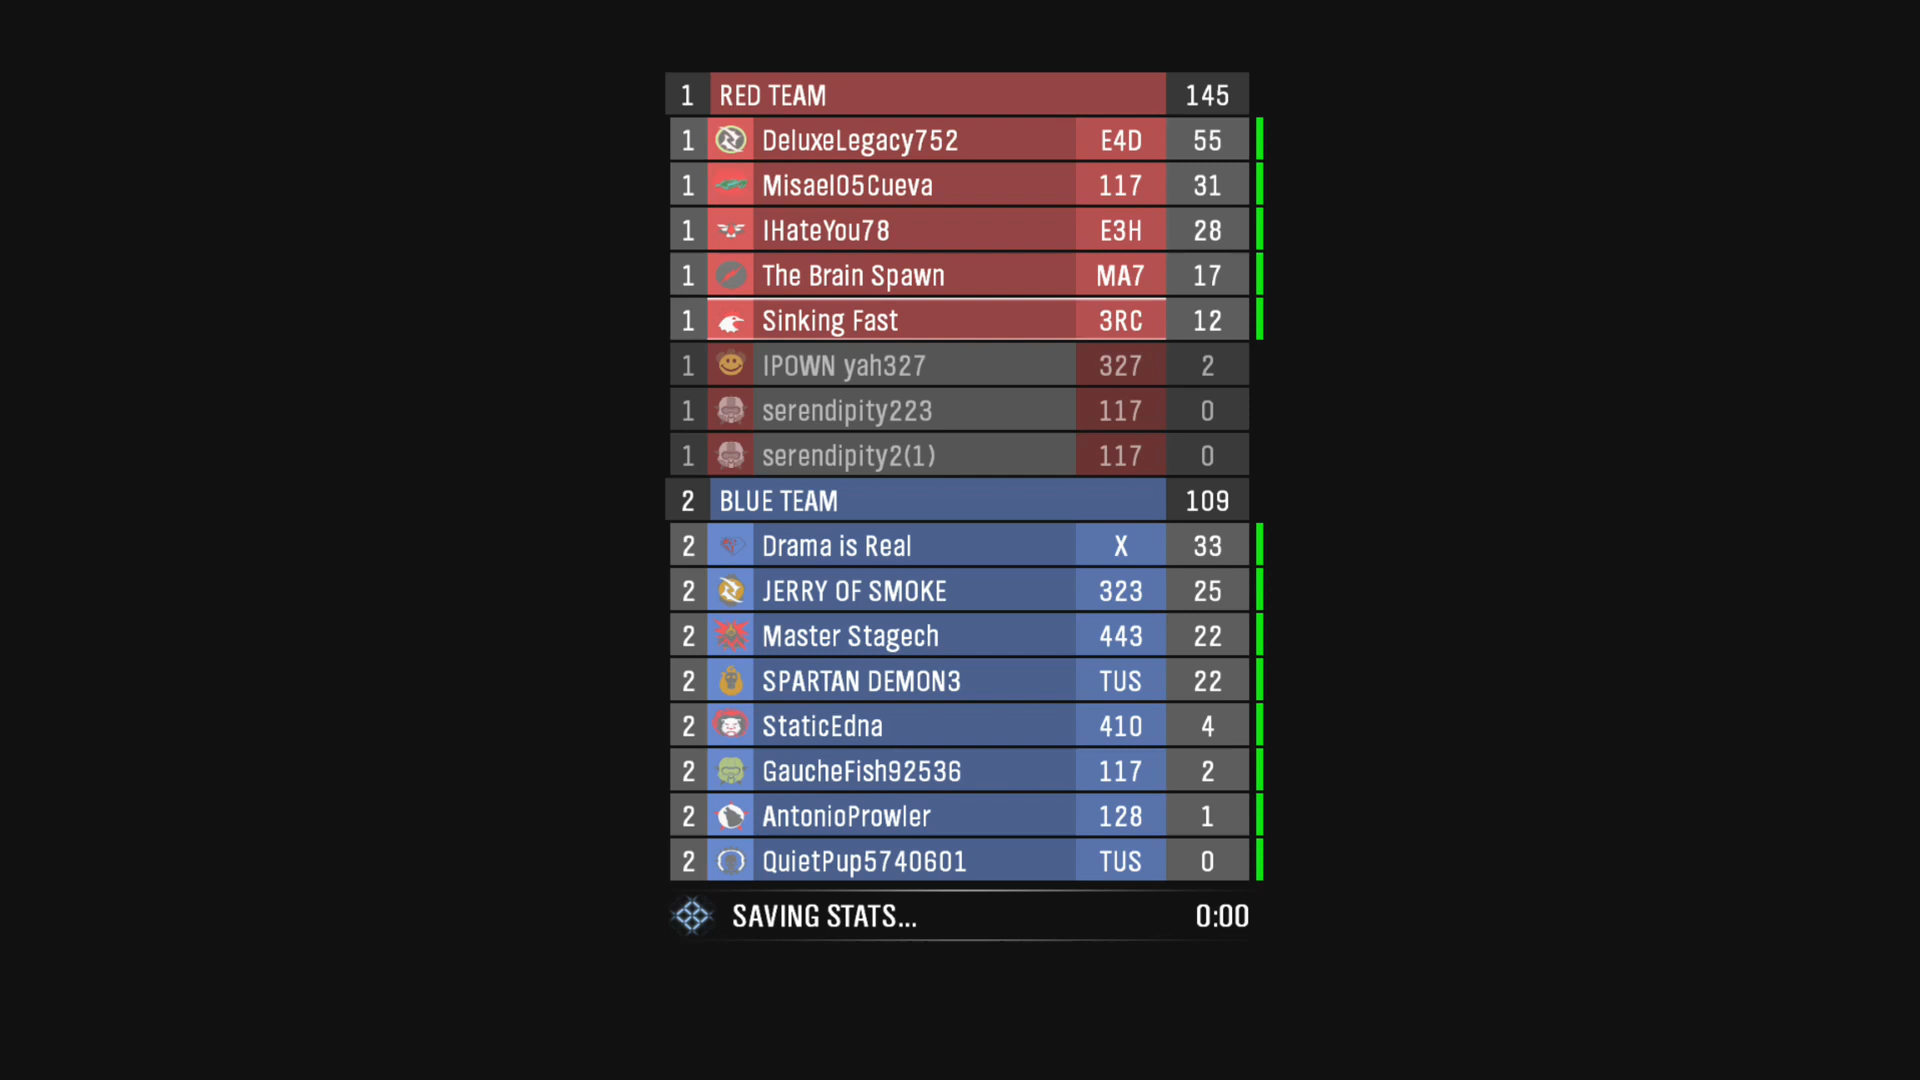 1 RED TEAM 145
1 DeluxeLegacy752 E4D 55
1 Misael05Cueva 117 31
1 IHateYou78 E3H 28
1 The Brain Spawn MA7 17
1 Sinking Fast 3RC 12
1 IPOWN yah327 327 2
1 serendipity223 117 0
1 serendipity2(1) 117 0
2 BLUE TEAM 109
2 Drama is Real X 33
2 JERRY OF SMOKE 323 25
2 Master Stagech 443 22
2 SPARTAN DEMON3 TUS 22
2 StaticEdna 410 4
2 GaucheFish92536 117 2
2 AntonioProwler 128 1
2 QuietPup5740601 TUS 0
SAVING STATS... 0:00